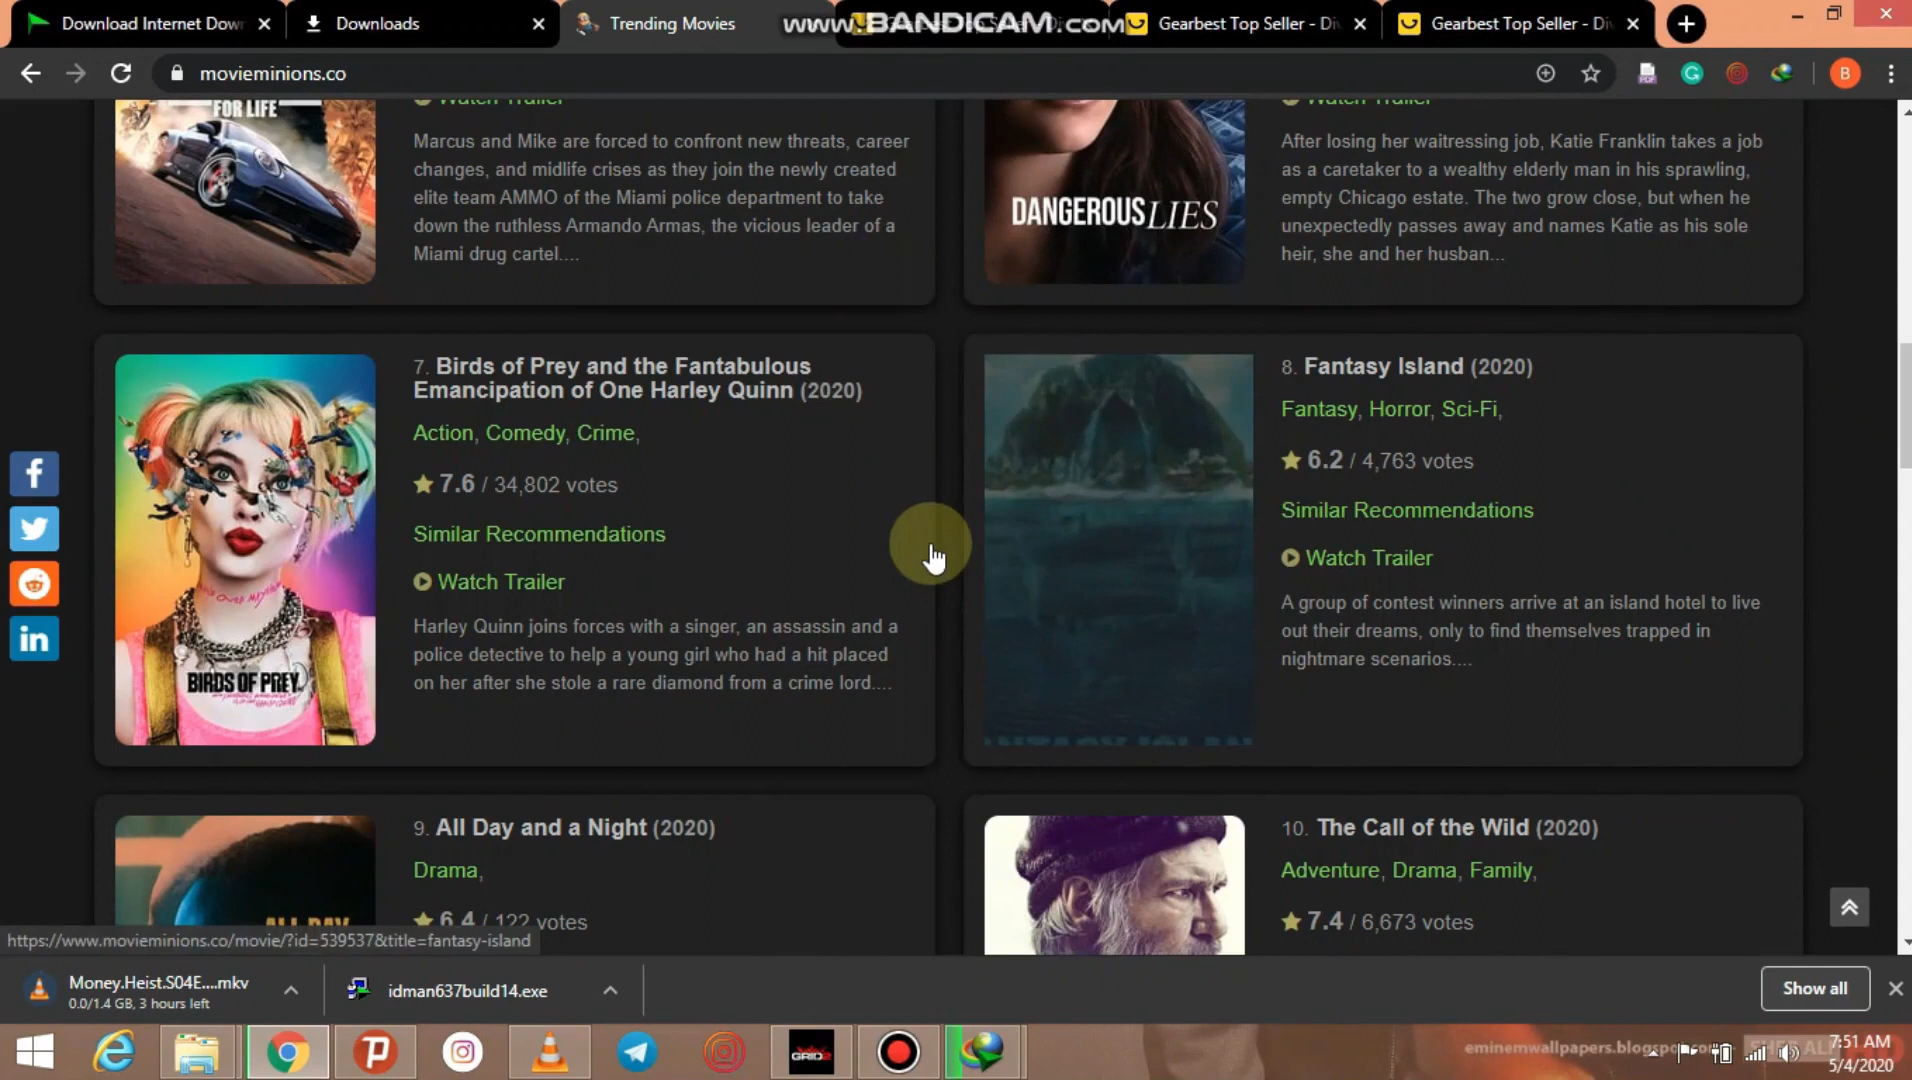 Download Internet Dow
Downloads
Trending Movies
www.BANDICAM.com
Gearbest Top Seller - Di
Gearbest Top Seller - Di
movieminions.co
B
FOR LIFE
Watch Trailer
Marcus and Mike are forced to confront new threats, career
changes, and midlife crises as they join the newly created
elite team AMMO of the Miami police department to take
down the ruthless Armando Armas, the vicious leader of a
Miami drug cartel....
DANGEROUS LIES
Watch Trailer
After losing her waitressing job, Katie Franklin takes a job
as a caretaker to a wealthy elderly man in his sprawling,
empty Chicago estate. The two grow close, but when he
unexpectedly passes away and names Katie as his sole
heir, she and her husband...
7. Birds of Prey and the Fantabulous
Emancipation of One Harley Quinn (2020)
Action, Comedy, Crime,
7.6 / 34,802 votes
Similar Recommendations
Watch Trailer
Harley Quinn joins forces with a singer, an assassin and a
police detective to help a young girl who had a hit placed
on her after she stole a rare diamond from a crime lord....
BIRDS OF PREY
8. Fantasy Island (2020)
Fantasy, Horror, Sci-Fi,
6.2 / 4,763 votes
Similar Recommendations
Watch Trailer
A group of contest winners arrive at an island hotel to live
out their dreams, only to find themselves trapped in
nightmare scenarios....
9. All Day and a Night (2020)
Drama,
6.4 / 122 votes
ALL DAY
10. The Call of the Wild (2020)
Adventure, Drama, Family,
7.4 / 6,673 votes
https://www.movieminions.co/movie/?id=539537&title=fantasy-island
Money.Heist.S04E....mkv
0.0/1.4 GB, 3 hours left
idman637build14.exe
Show all
GRID2
eminemwallpapers.blogspo
7:51 AM
5/4/2020